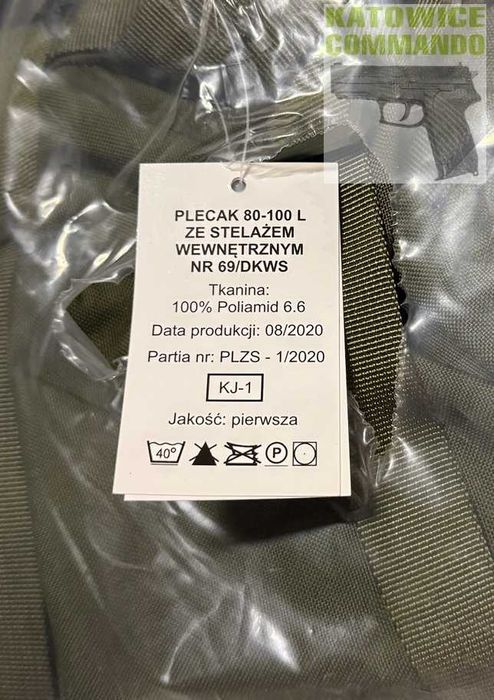 KATOWICE
COMMANDO
PLECAK 80-100 L
ZE STELAŻEM
WEWNĘTRZNYM
NR 69/DKWS
Tkanina:
100% Poliamid 6.6
Data produkcji: 08/2020
Partia nr: PLZS - 1/2020
KJ-1
Jakość: pierwsza
40° P